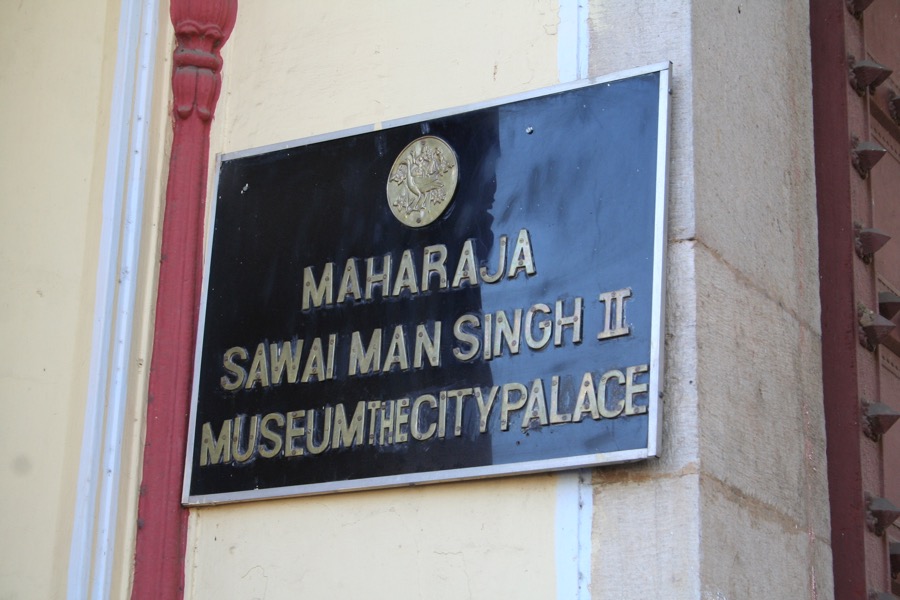 MAHARAJA
SAWAI MAN SINGH II
MUSEUM THE CITY PALACE